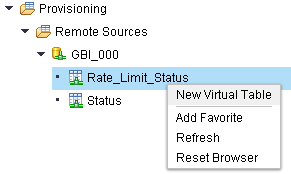 Provisioning
Remote Sources
GBI_000
Rate_Limit_Status
Status
New Virtual Table
Add Favorite
Refresh
Reset Browser